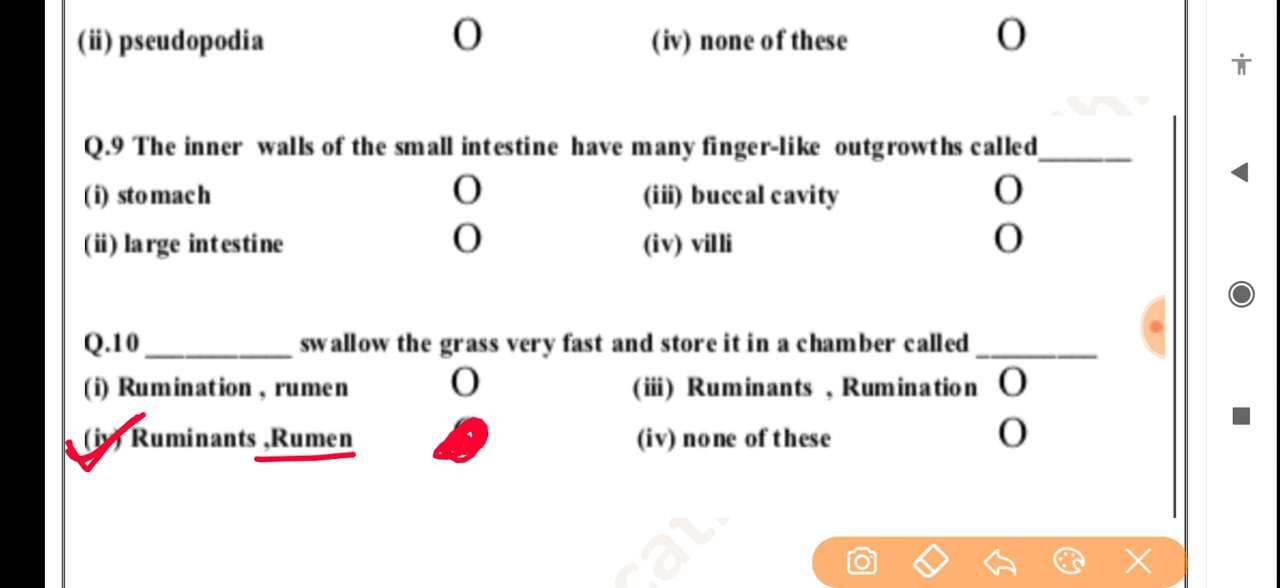 (ii) pseudopodia O (iv) none of these O
Q.9 The inner walls of the small intestine have many finger-like outgrowths called______
(i) stomach O (iii) buccal cavity O
(ii) large intestine O (iv) villi O
Q.10 __________ swallow the grass very fast and store it in a chamber called ________
(i) Rumination , rumen O (iii) Ruminants , Rumination O
(iv) Ruminants ,Rumen (iv) none of these O